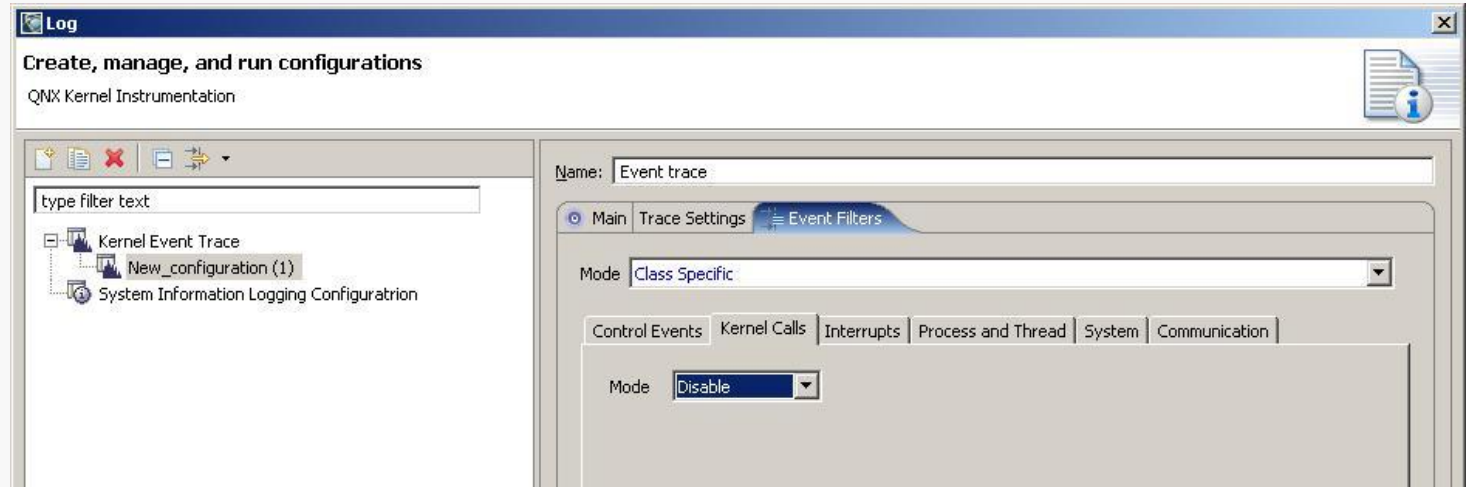 Log
Create, manage, and run configurations
QNX Kernel Instrumentation
type filter text
Kernel Event Trace
New_configuration (1)
System Information Logging Configuratrion
Name: Event trace
Main Trace Settings Event Filters
Mode Class Specific
Control Events Kernel Calls Interrupts Process and Thread System Communication
Mode Disable